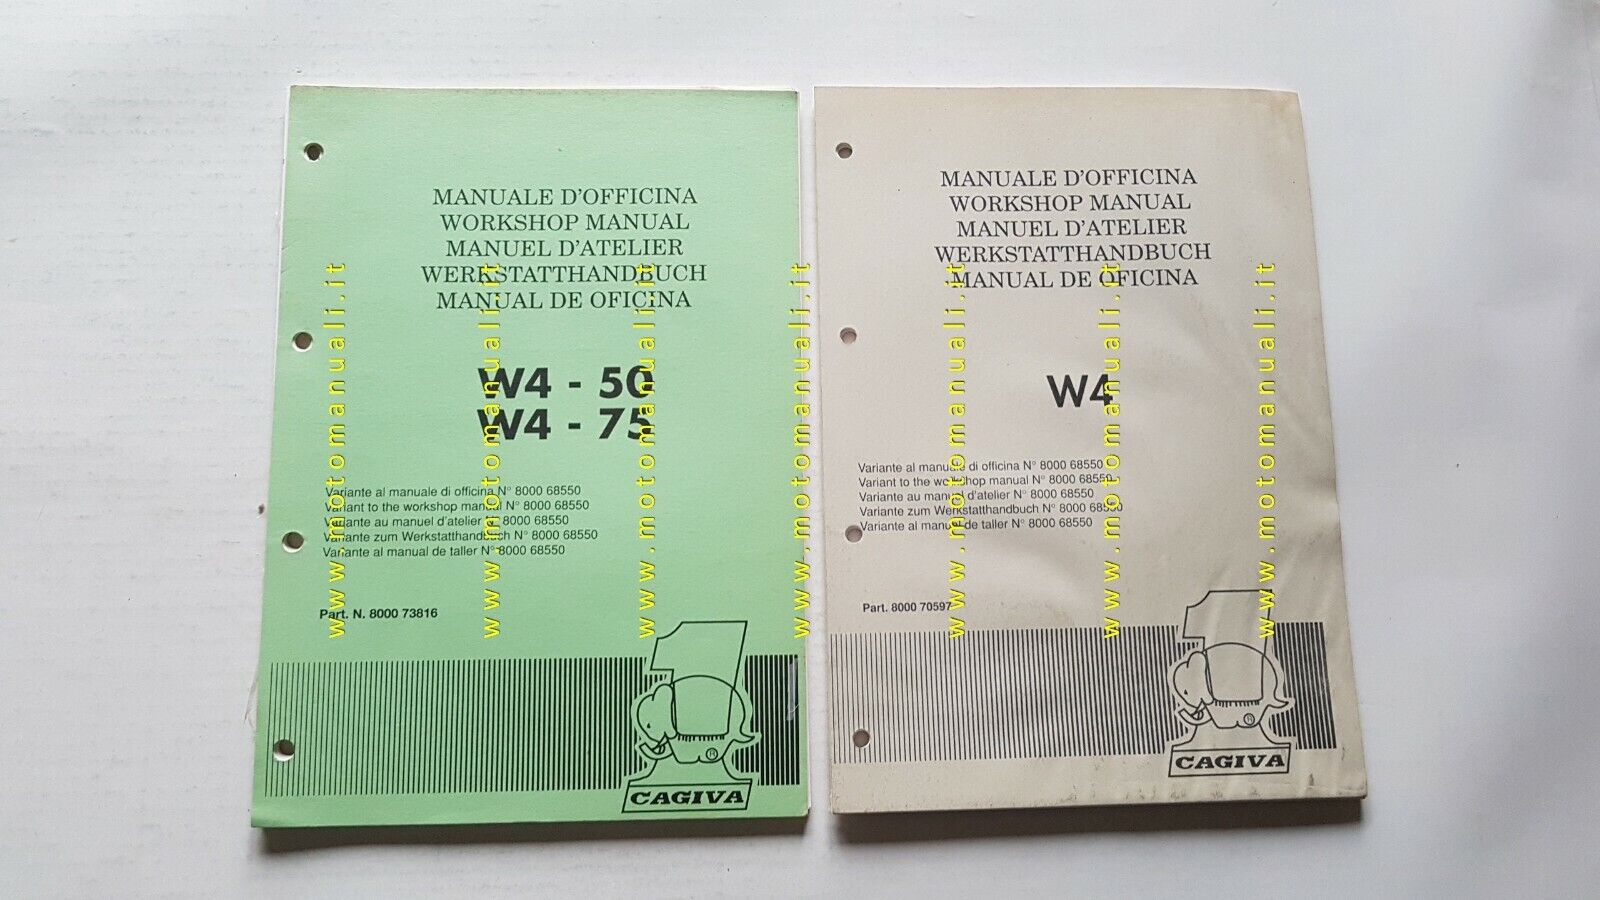 MANUALE D'OFFICINA
WORKSHOP MANUAL
MANUEL D'ATELIER
WERKSTATTHANDBUCH
MANUAL DE OFICINA
W4 - 50
W4 - 75
Variante al manuale di officina N° 8000 68550
Variant to the workshop manual N° 8000 68550
Variante au manuel d'atelier N° 8000 68550
Variante zum Werkstatthandbuch N° 8000 68550
Variante al manual de taller N° 8000 68550
Part. N. 8000 73816
1
R
CAGIVA
MANUALE D'OFFICINA
WORKSHOP MANUAL
MANUEL D'ATELIER
WERKSTATTHANDBUCH
MANUAL DE OFICINA
W4
Variante al manuale di officina N° 8000 68550
Variant to the workshop manual N° 8000 68550
Variante au manuel d'atelier N° 8000 68550
Variante zum Werkstatthandbuch N° 8000 68550
Variante al manual de taller N° 8000 68550
Part. 8000 70597
1
R
CAGIVA
www.motomanuali.it
www.motomanuali.it
www.motomanuali.it
www.motomanuali.it
www.motomanuali.it
www.motomanuali.it
www.motomanuali.it